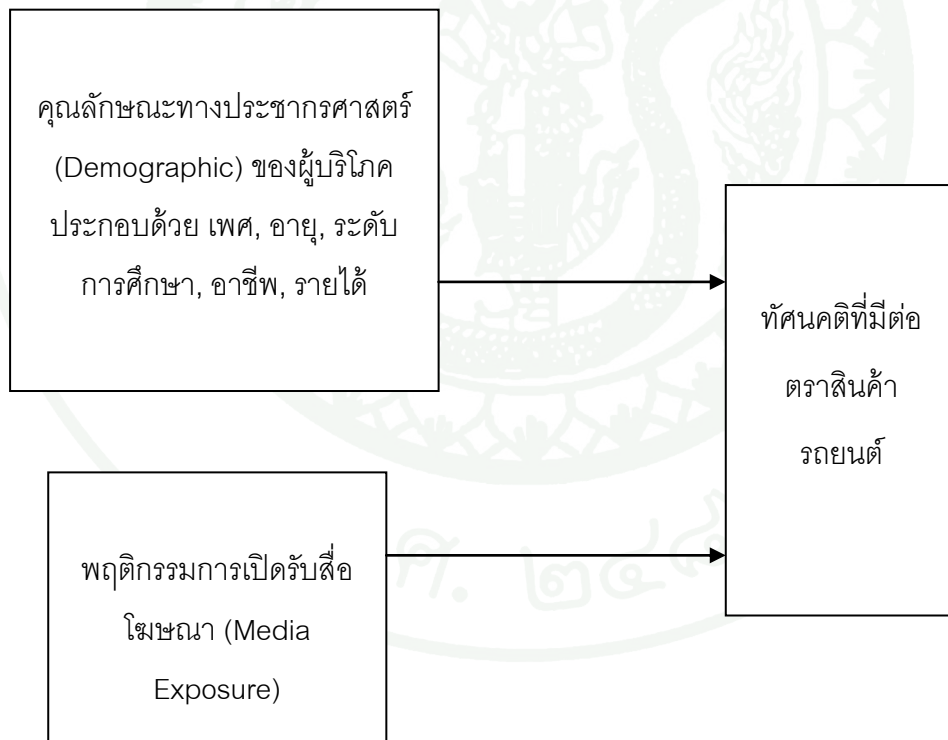 คุณลักษณะทางประชากรศาสตร์
(Demographic) ของผู้บริโภค
ประกอบด้วย เพศ, อายุ, ระดับ
การศึกษา, อาชีพ, รายได้
ทัศนคติที่มีต่อ
ตราสินค้า
รถยนต์
พฤติกรรมการเปิดรับสื่อ
โฆษณา (Media
Exposure)